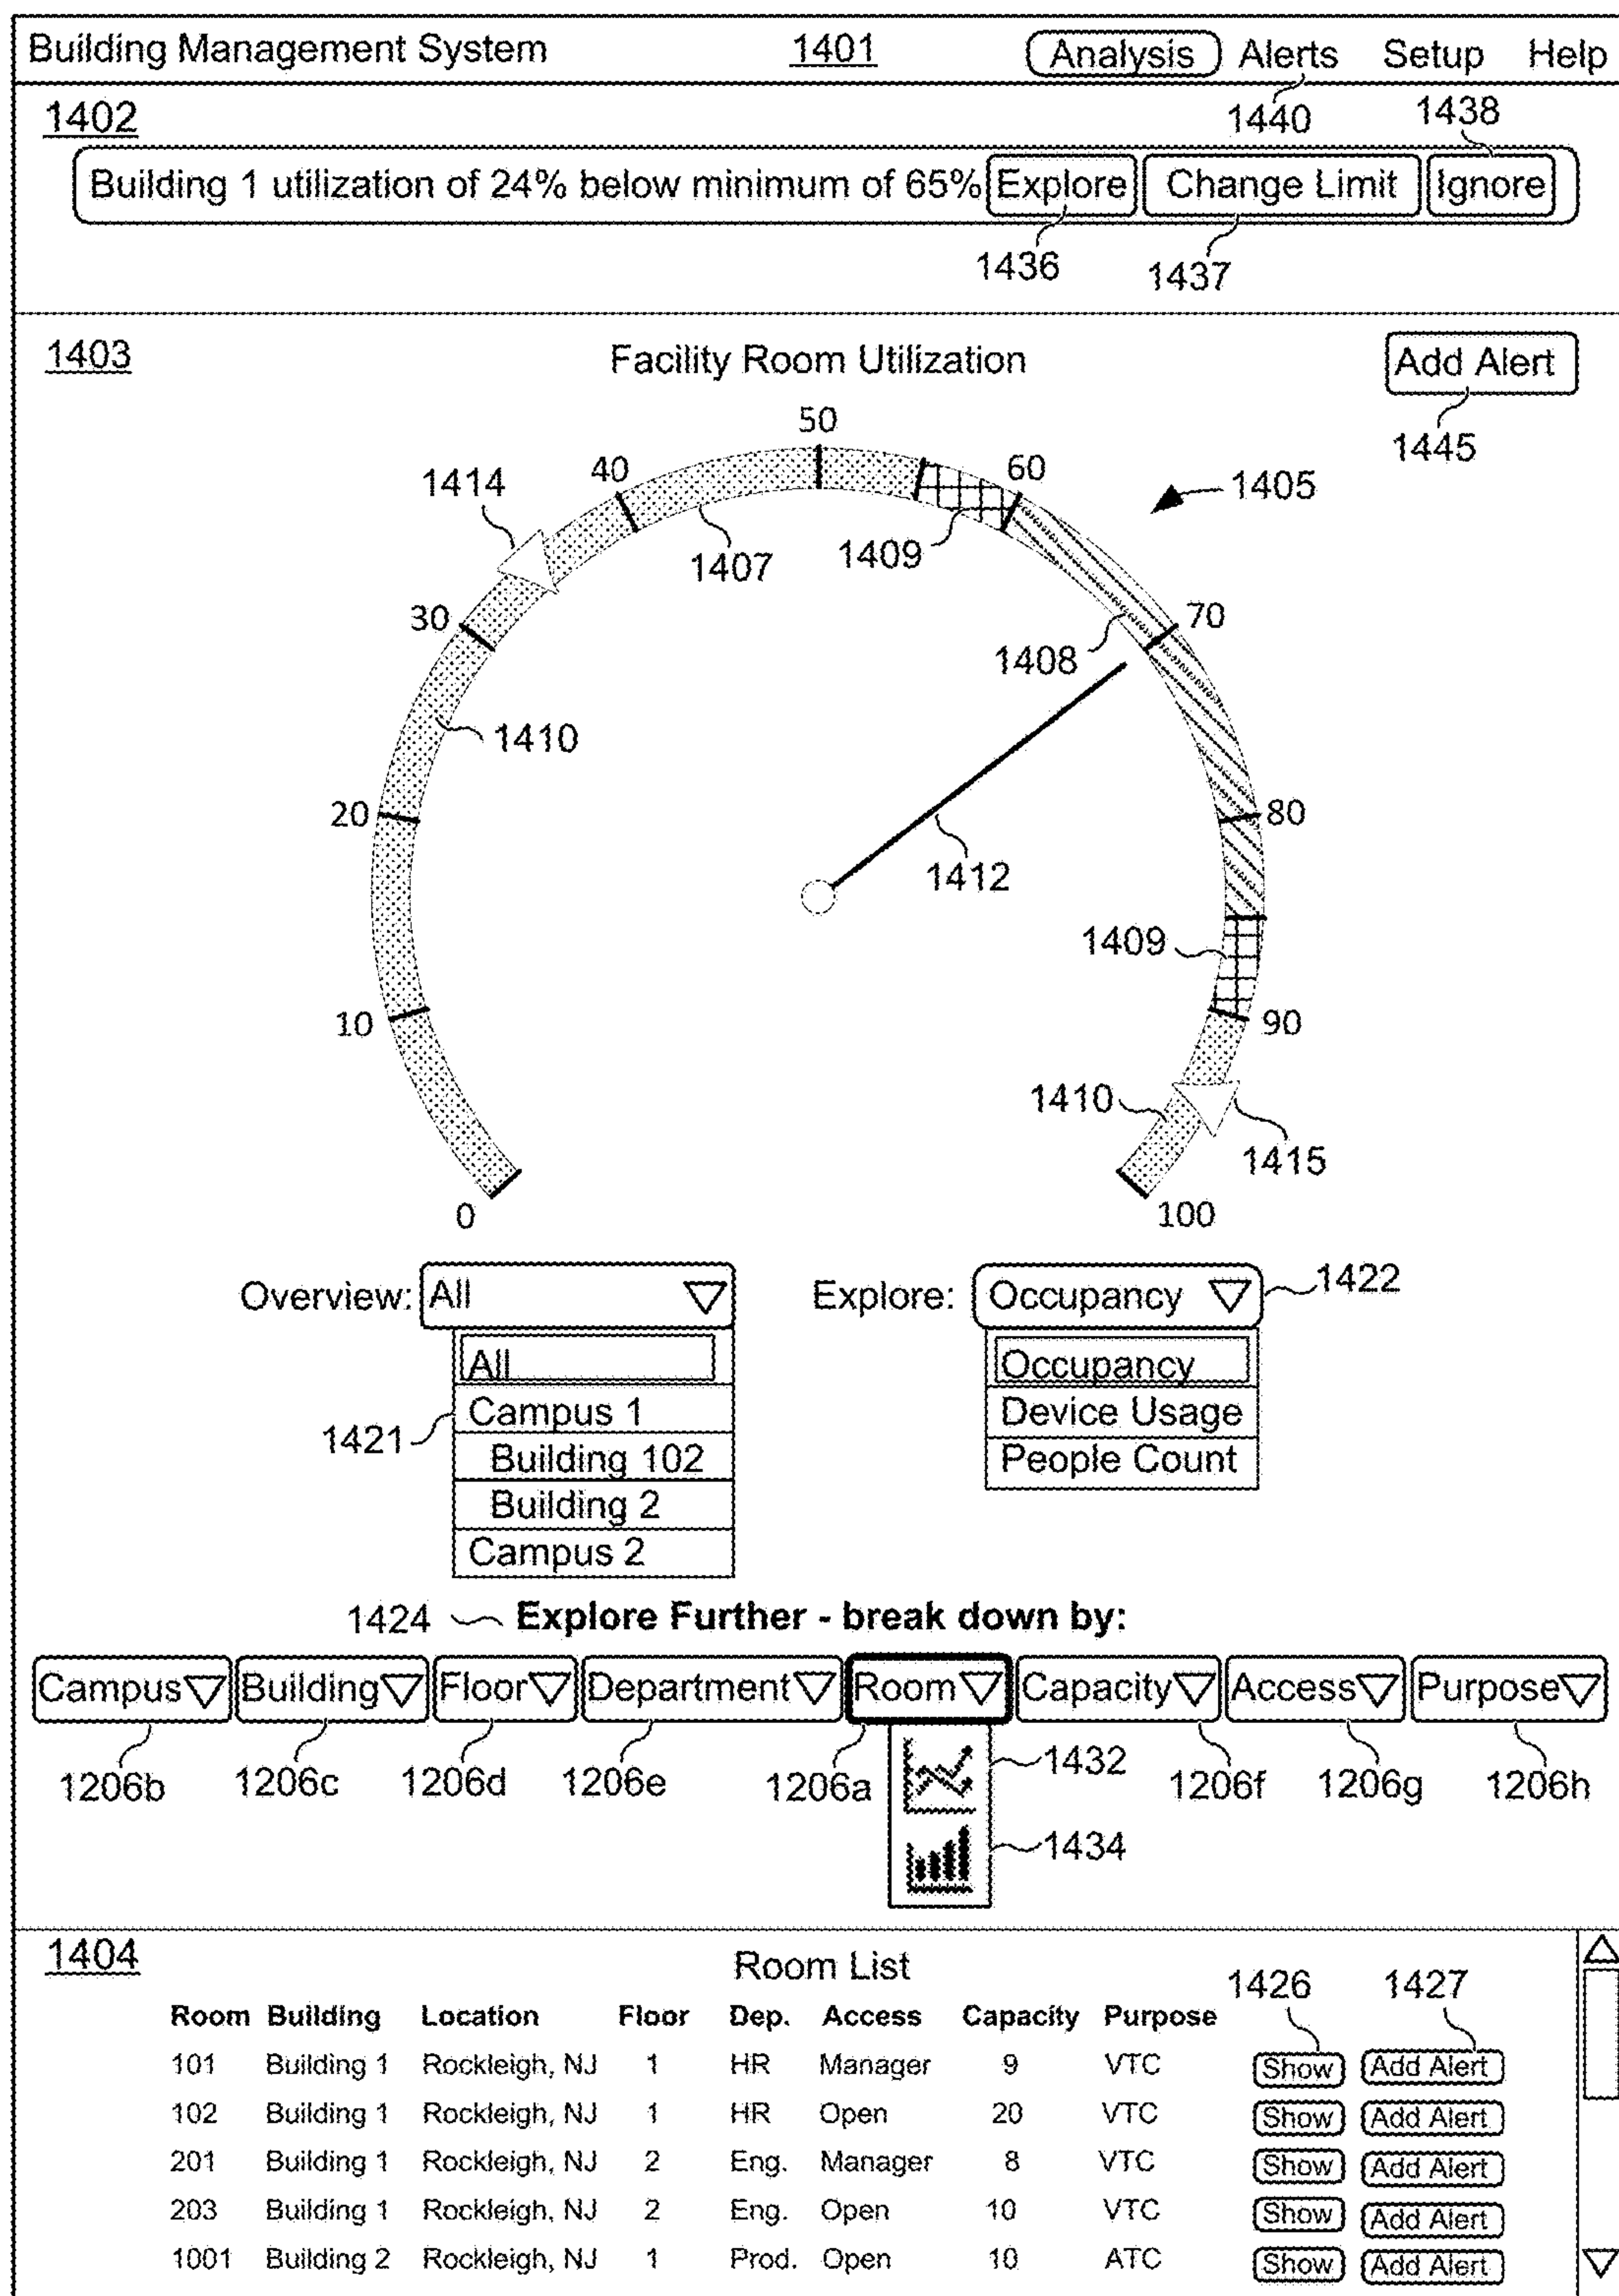 Building Management System 1401 Analysis Alerts Setup Help
1402 1440 1438
Building 1 utilization of 24% below minimum of 65% Explore Change Limit Ignore
1436 1437
1403 Facility Room Utilization Add Alert
1445
50
40 60
1414 1405
1407 1409
30 70
1408
1410
20 80
1412
1409
10 90
1410
1415
0 100
Overview: All Explore: Occupancy 1422
All Occupancy
Campus 1 Device Usage
1421
Building 102 People Count
Building 2
Campus 2
1424 Explore Further - break down by:
Campus Building Floor Department Room Capacity Access Purpose
1206b 1206c 1206d 1206e 1206a 1432 1206f 1206g 1206h
1434
1404 Room List
1426 1427
Room Building Location Floor Dep. Access Capacity Purpose
101 Building 1 Rockleigh, NJ 1 HR Manager 9 VTC Show Add Alert
102 Building 1 Rockleigh, NJ 1 HR Open 20 VTC Show Add Alert
201 Building 1 Rockleigh, NJ 2 Eng. Manager 8 VTC Show Add Alert
203 Building 1 Rockleigh, NJ 2 Eng. Open 10 VTC Show Add Alert
1001 Building 2 Rockleigh, NJ 1 Prod. Open 10 ATC Show Add Alert